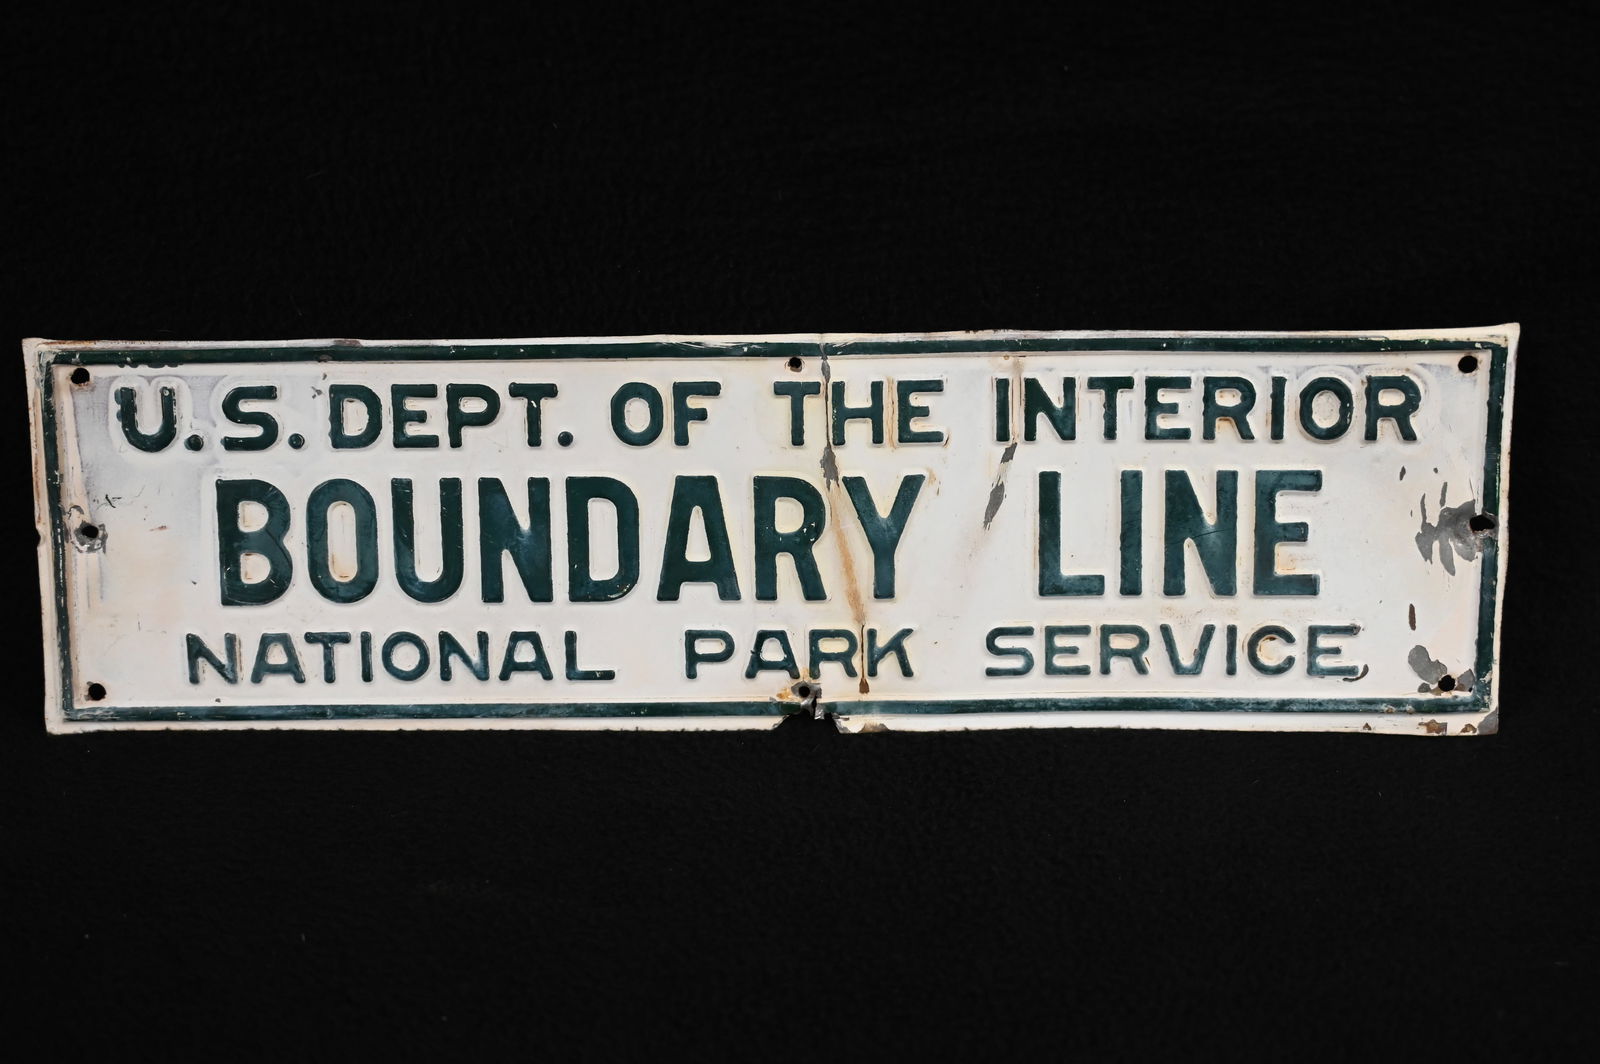 U.S. DEPT. OF THE INTERIOR
BOUNDARY LINE
NATIONAL PARK SERVICE